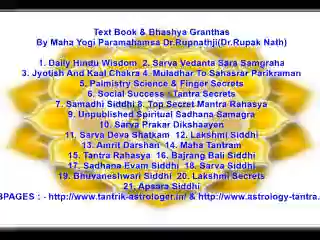 Text Book & Bhashya Granthas
By Maha Yogi Paramahamsa Dr.Rupnathji(Dr.Rupak Nath)
1. Daily Hindu Wisdom 2. Sarva Vedanta Sara Samgraha
3. Jyotish And Kaal Chakra 4. Muladhar To Sahasrar Parikraman
5. Palmistry Science & Finger Secrets
6. Social Success - Tantra Secrets
7. Samadhi Siddhi 8. Top Secret Mantra Rahasya
9. Unpublished Spiritual Sadhana Samagra
10. Sarva Prakar Dikshaayen
11. Sarva Deva Shatkam 12. Lakshmi Siddhi
13. Amrit Darshan 14. Maha Tantram
15. Tantra Rahasya 16. Bajrang Bali Siddhi
17. Sadhana Evam Siddhi 18. Sarva Siddhi
19. Bhuvaneshwari Siddhi 20. Lakshmi Secrets
21, Apsara Siddhi
BPAGES : - http://www.tantrik-astrologer.in/ & http://www.astrology-tantra.